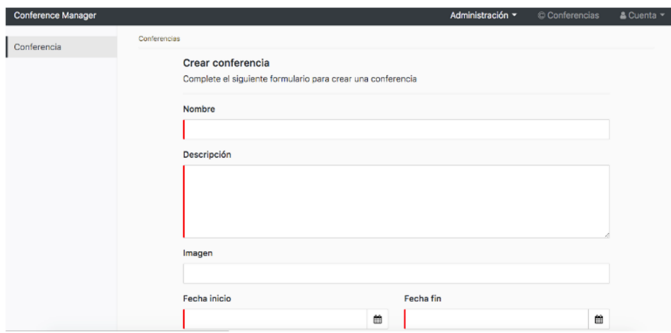 Conference Manager Administración Conferencias Cuenta
Conferencia
Conferencias
Crear conferencia
Complete el siguiente formulario para crear una conferencia
Nombre
Descripción
Imagen
Fecha inicio Fecha fin